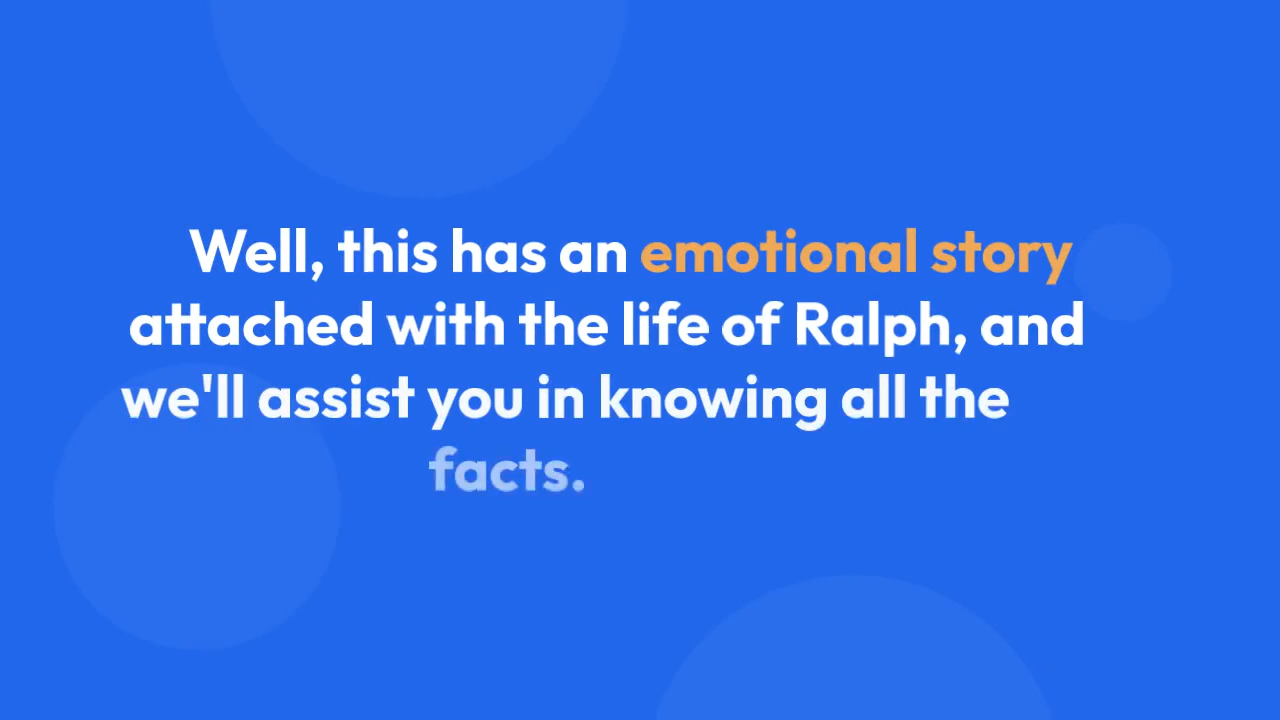 Well, this has an emotional story
attached with the life of Ralph, and
we'll assist you in knowing all the
facts.